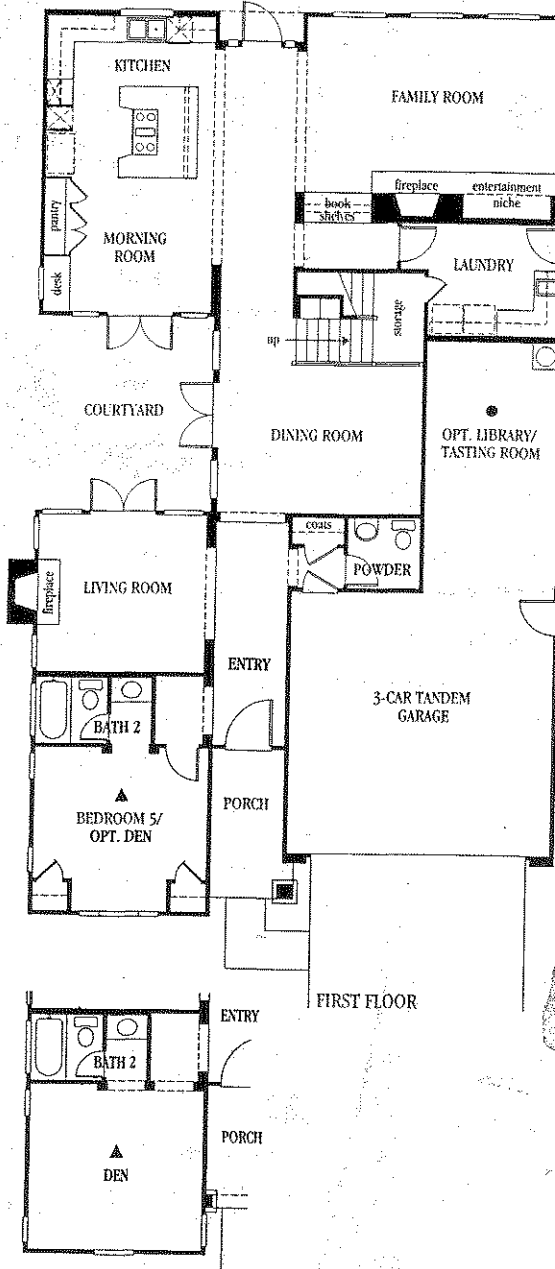 KITCHEN
FAMILY ROOM
fireplace
entertainment
niche
book
shelves
pantry
MORNING
ROOM
LAUNDRY
desk
storage
up
COURTYARD
DINING ROOM
OPT. LIBRARY/
TASTING ROOM
coats
POWDER
fireplace
LIVING ROOM
ENTRY
3-CAR TANDEM
GARAGE
BATH 2
PORCH
BEDROOM 5/
OPT. DEN
FIRST FLOOR
ENTRY
BATH 2
PORCH
DEN